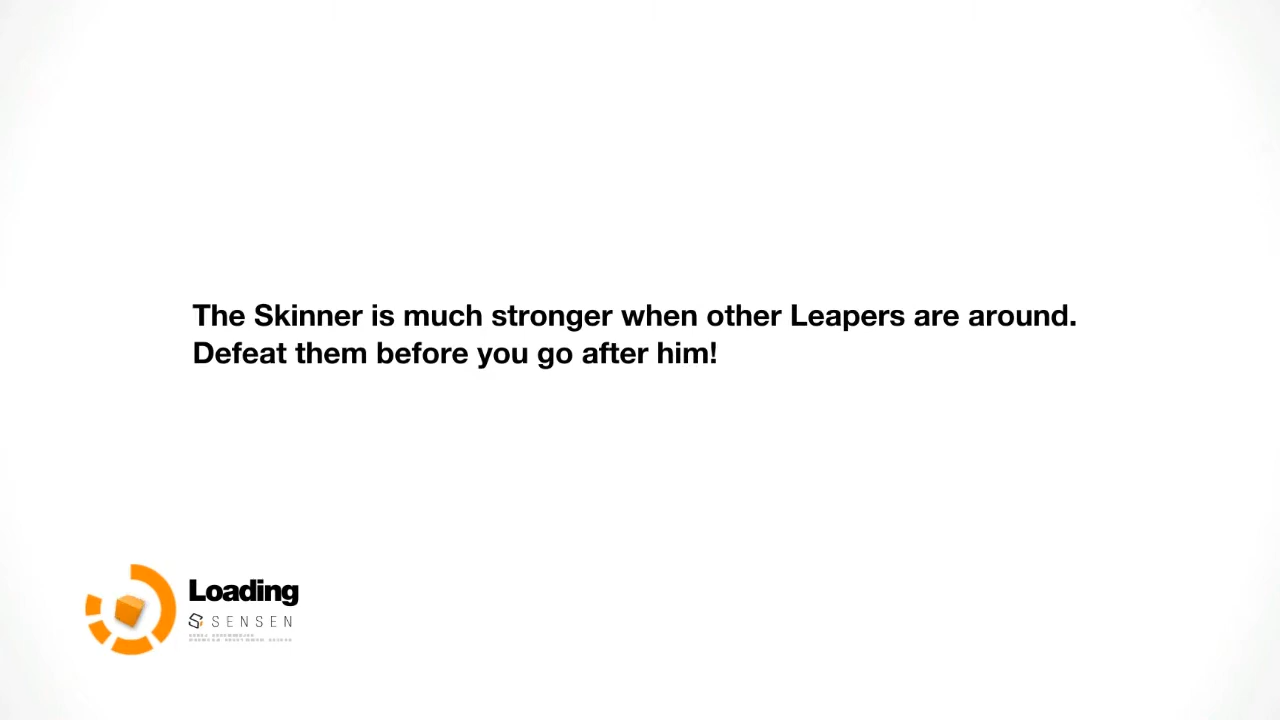 The Skinner is much stronger when other Leapers are around.
Defeat them before you go after him!
Loading
SENSEN